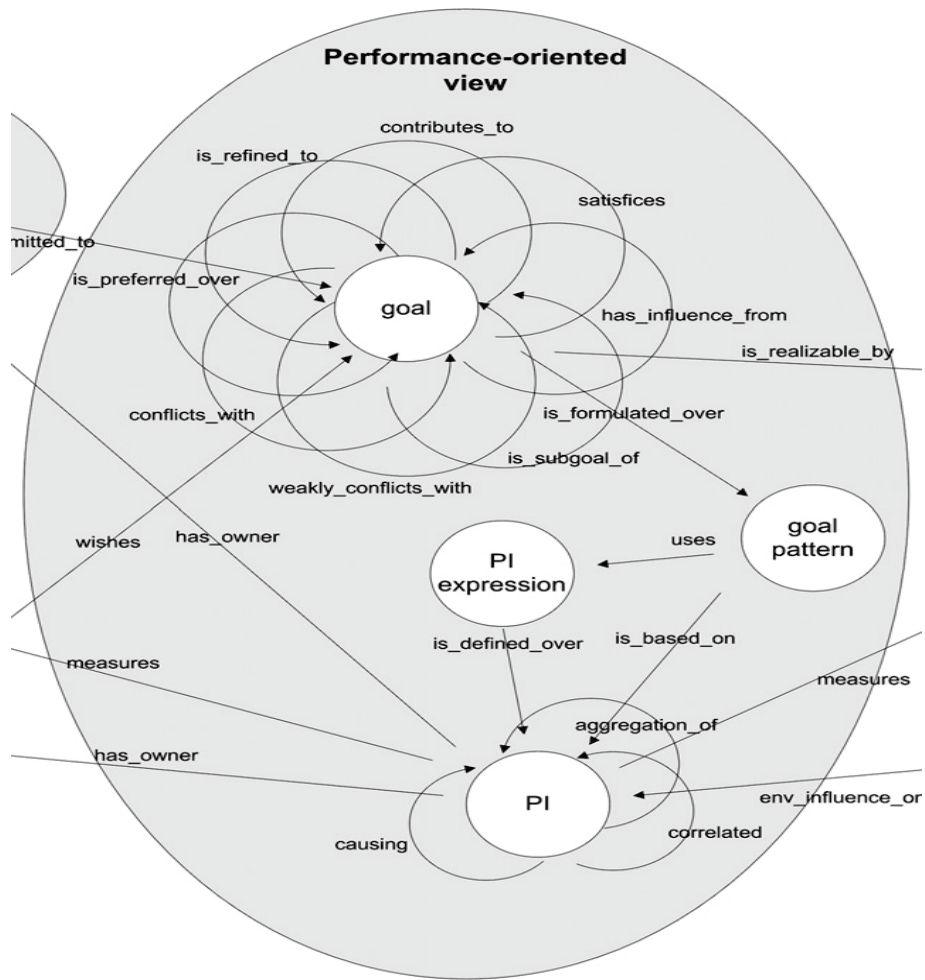 Performance-oriented
view
contributes_to
is_refined_to
satisfices
mitted_to
is_preferred_over
goal
has_influence_from
is_realizable_by
conflicts_with
is_formulated_over
is_subgoal_of
weakly_conflicts_with
wishes
has_owner
uses
goal
pattern
PI
expression
is_defined_over
is_based_on
measures
measures
aggregation_of
has_owner
PI
env_influence_on
causing
correlated